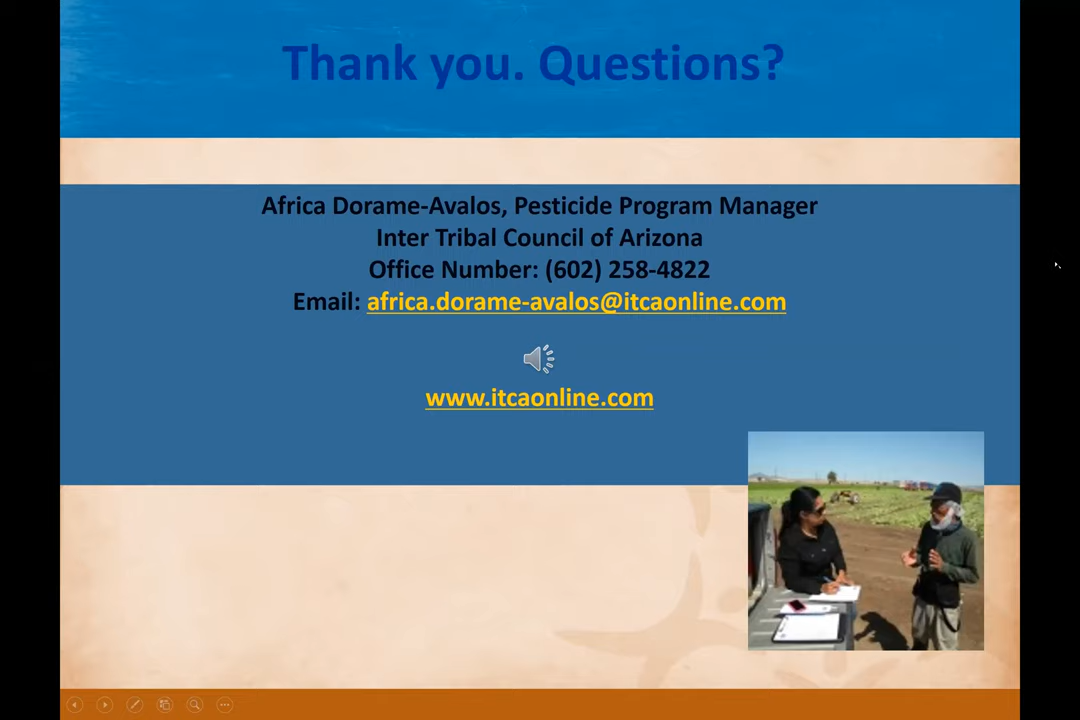 Thank you. Questions?
Africa Dorame-Avalos, Pesticide Program Manager
Inter Tribal Council of Arizona
Office Number: (602) 258-4822
Email: africa.dorame-avalos@itcaonline.com
www.itcaonline.com